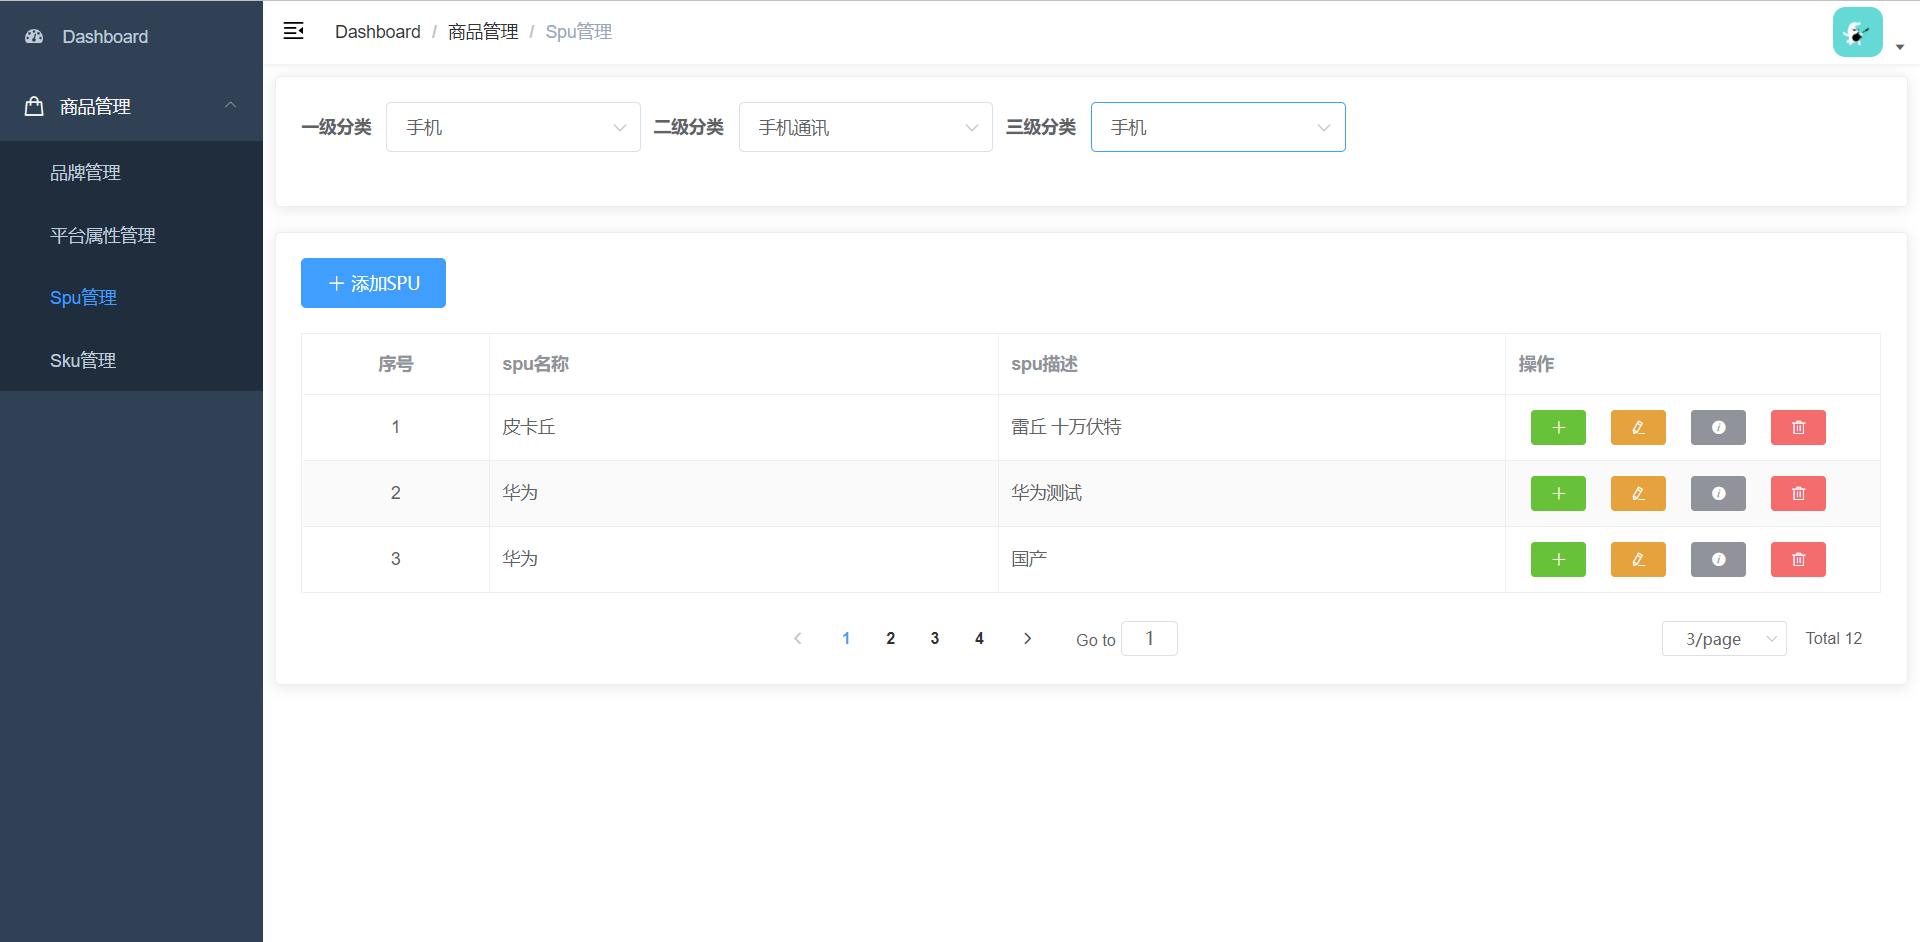 Dashboard
商品管理
品牌管理
平台属性管理
Spu管理
Sku管理
Dashboard / 商品管理 / Spu管理
一级分类 手机 二级分类 手机通讯 三级分类 手机
添加SPU
序号 spu名称 spu描述 操作
1 皮卡丘 雷丘 十万伏特
2 华为 华为测试
3 华为 国产
1 2 3 4 Go to 1 3/page Total 12